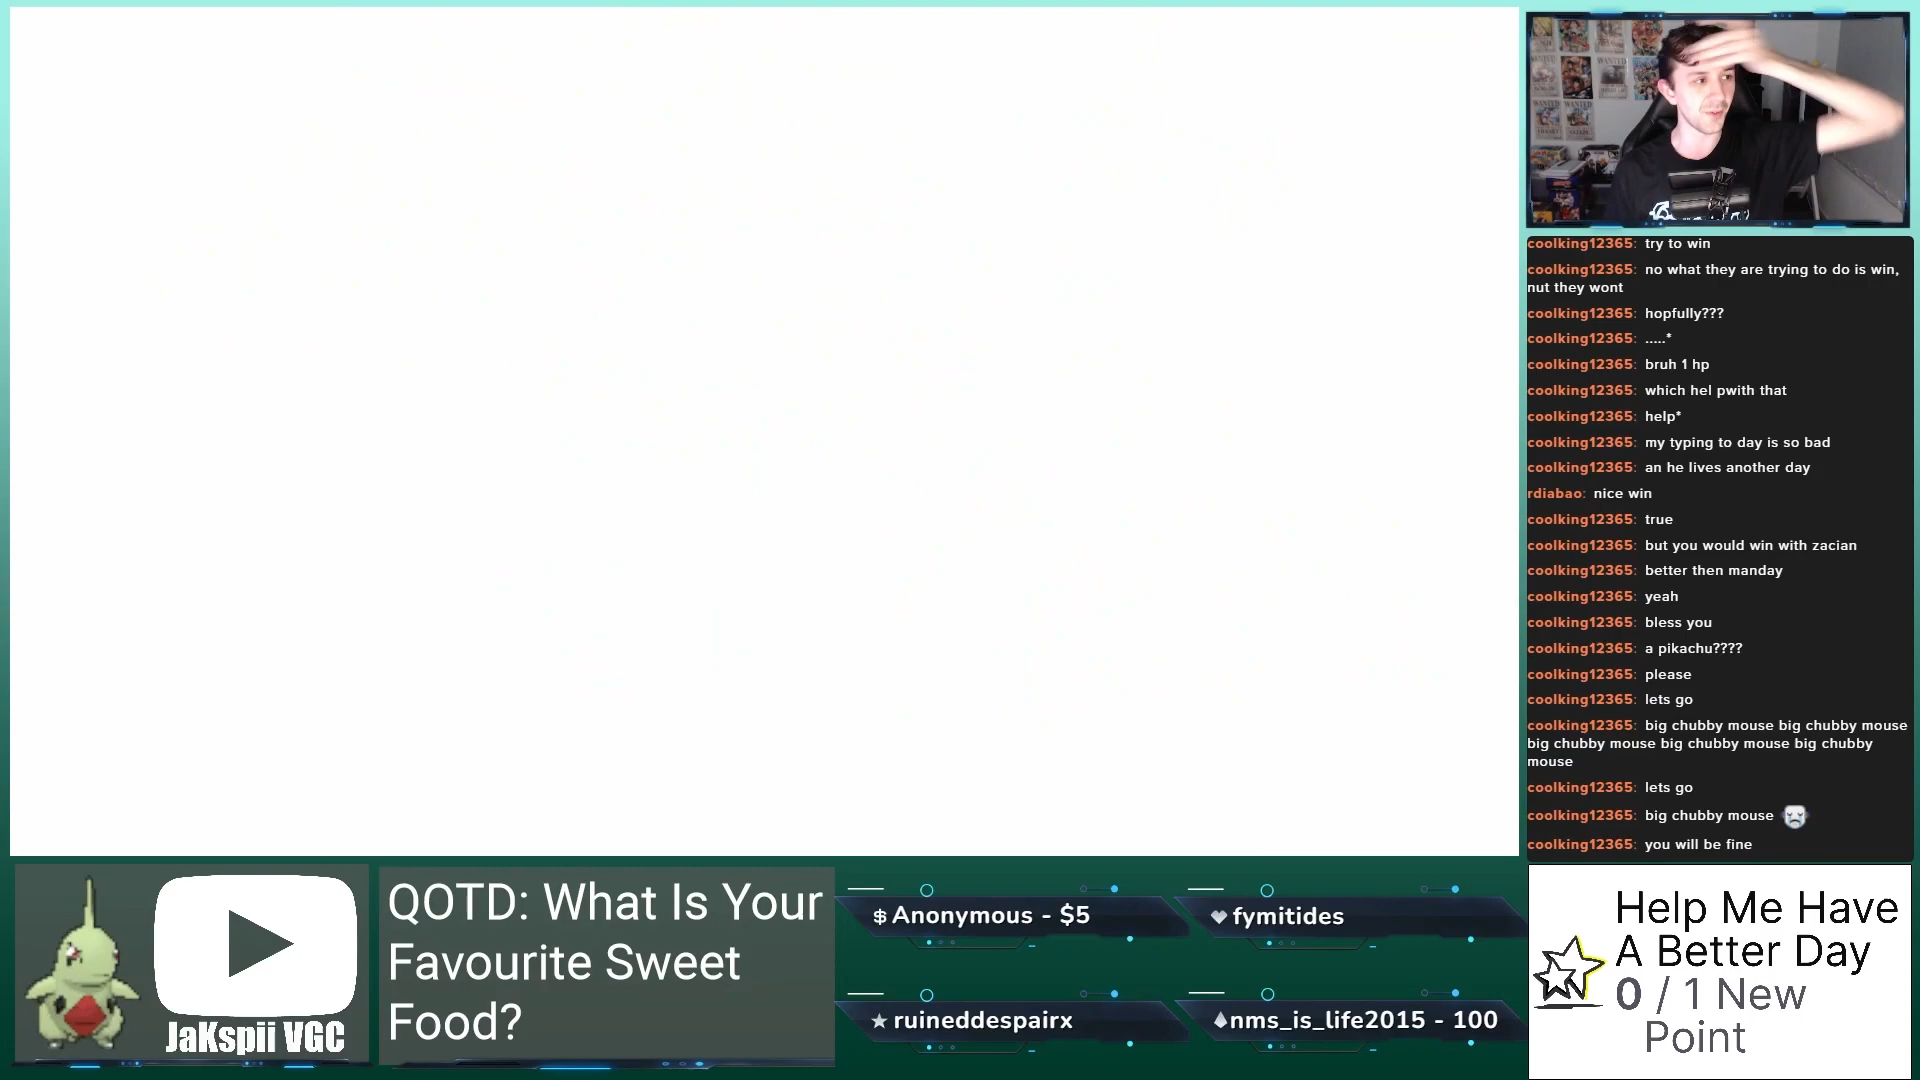 WANTED
coolking12365: try to win
coolking12365: no what they are trying to do is win,
nut they wont
coolking12365: hopfully???
coolking12365: .....*
coolking12365: bruh 1 hp
coolking12365: which hel pwith that
coolking12365: help*
coolking12365: my typing to day is so bad
coolking12365: an he lives another day
rdiabao: nice win
coolking12365: true
coolking12365: but you would win with zacian
coolking12365: better then manday
coolking12365: yeah
coolking12365: bless you
coolking12365: a pikachu????
coolking12365: please
coolking12365: lets go
coolking12365: big chubby mouse big chubby mouse
big chubby mouse big chubby mouse big chubby
mouse
coolking12365: lets go
coolking12365: big chubby mouse
coolking12365: you will be fine
JaKspii VGC
QOTD: What Is Your
Favourite Sweet
Food?
$ Anonymous - $5
fymitides
ruineddespairx
nms_is_life2015 - 100
Help Me Have
A Better Day
0 / 1 New
Point